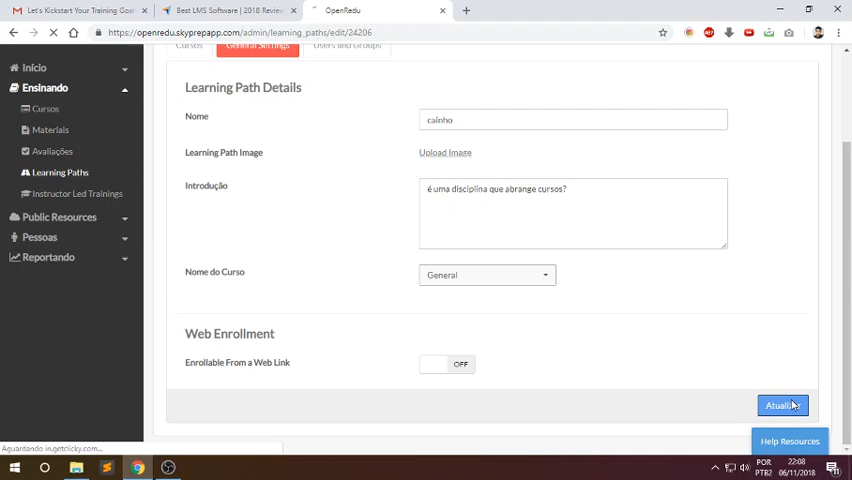 Let's Kickstart Your Training Goal
Best LMS Software | 2018 Review
OpenRedu
https://openredu.skyprepapp.com/admin/learning_paths/edit/24206
Cursos
General Settings
Users and Groups
Início
Ensinando
Cursos
Materials
Avaliações
Learning Paths
Instructor Led Trainings
Public Resources
Pessoas
Reportando
Learning Path Details
Nome
cainho
Learning Path Image
Upload Image
Introdução
é uma disciplina que abrange cursos?
Nome do Curso
General
Web Enrollment
Enrollable From a Web Link
OFF
Atualizar
Help Resources
Aguardando in.getclicky.com...
POR
PTB2
22:08
06/11/2018